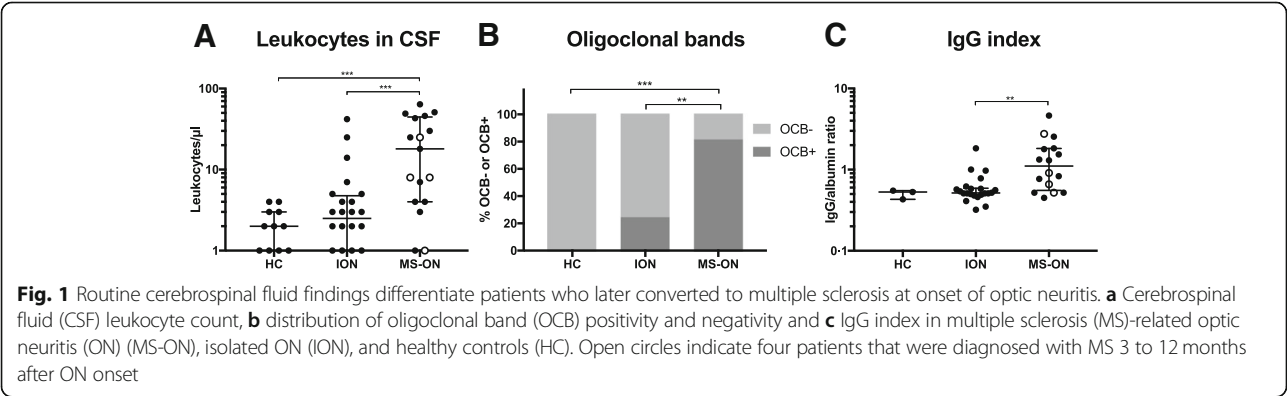 A Leukocytes in CSF
***
***
100
10
1
Leukocytes/µl
HC ION MS-ON
B Oligoclonal bands
***
**
100
80
60
40
20
0
% OCB- or OCB+
HC ION MS-ON
OCB-
OCB+
C IgG index
**
10
1
0·1
IgG/albumin ratio
HC ION MS-ON
Fig. 1 Routine cerebrospinal fluid findings differentiate patients who later converted to multiple sclerosis at onset of optic neuritis. a Cerebrospinal
fluid (CSF) leukocyte count, b distribution of oligoclonal band (OCB) positivity and negativity and c IgG index in multiple sclerosis (MS)-related optic
neuritis (ON) (MS-ON), isolated ON (ION), and healthy controls (HC). Open circles indicate four patients that were diagnosed with MS 3 to 12 months
after ON onset